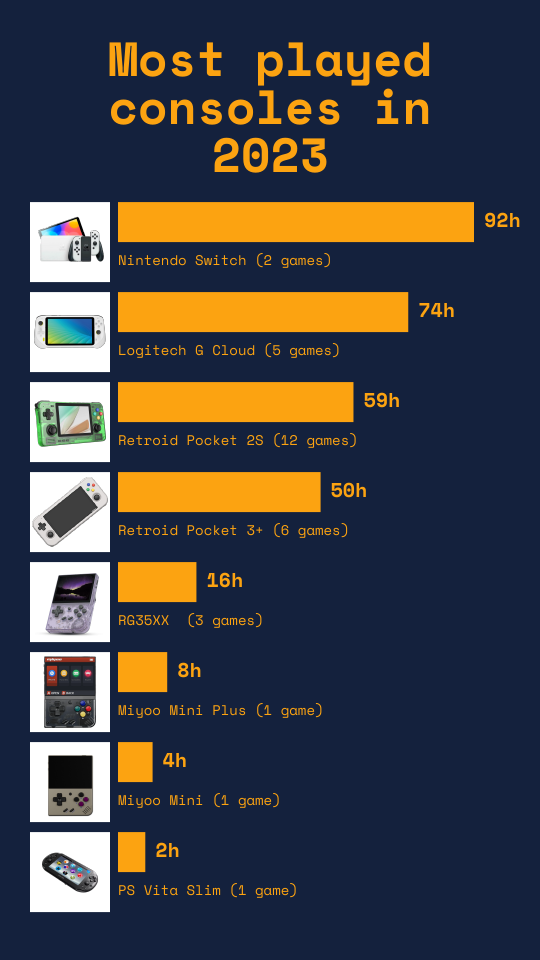 Most played
consoles in
2023
92h
Nintendo Switch (2 games)
74h
Logitech G Cloud (5 games)
59h
Retroid Pocket 2S (12 games)
50h
Retroid Pocket 3+ (6 games)
16h
RG35XX  (3 games)
8h
Miyoo Mini Plus (1 game)
4h
Miyoo Mini (1 game)
2h
PS Vita Slim (1 game)